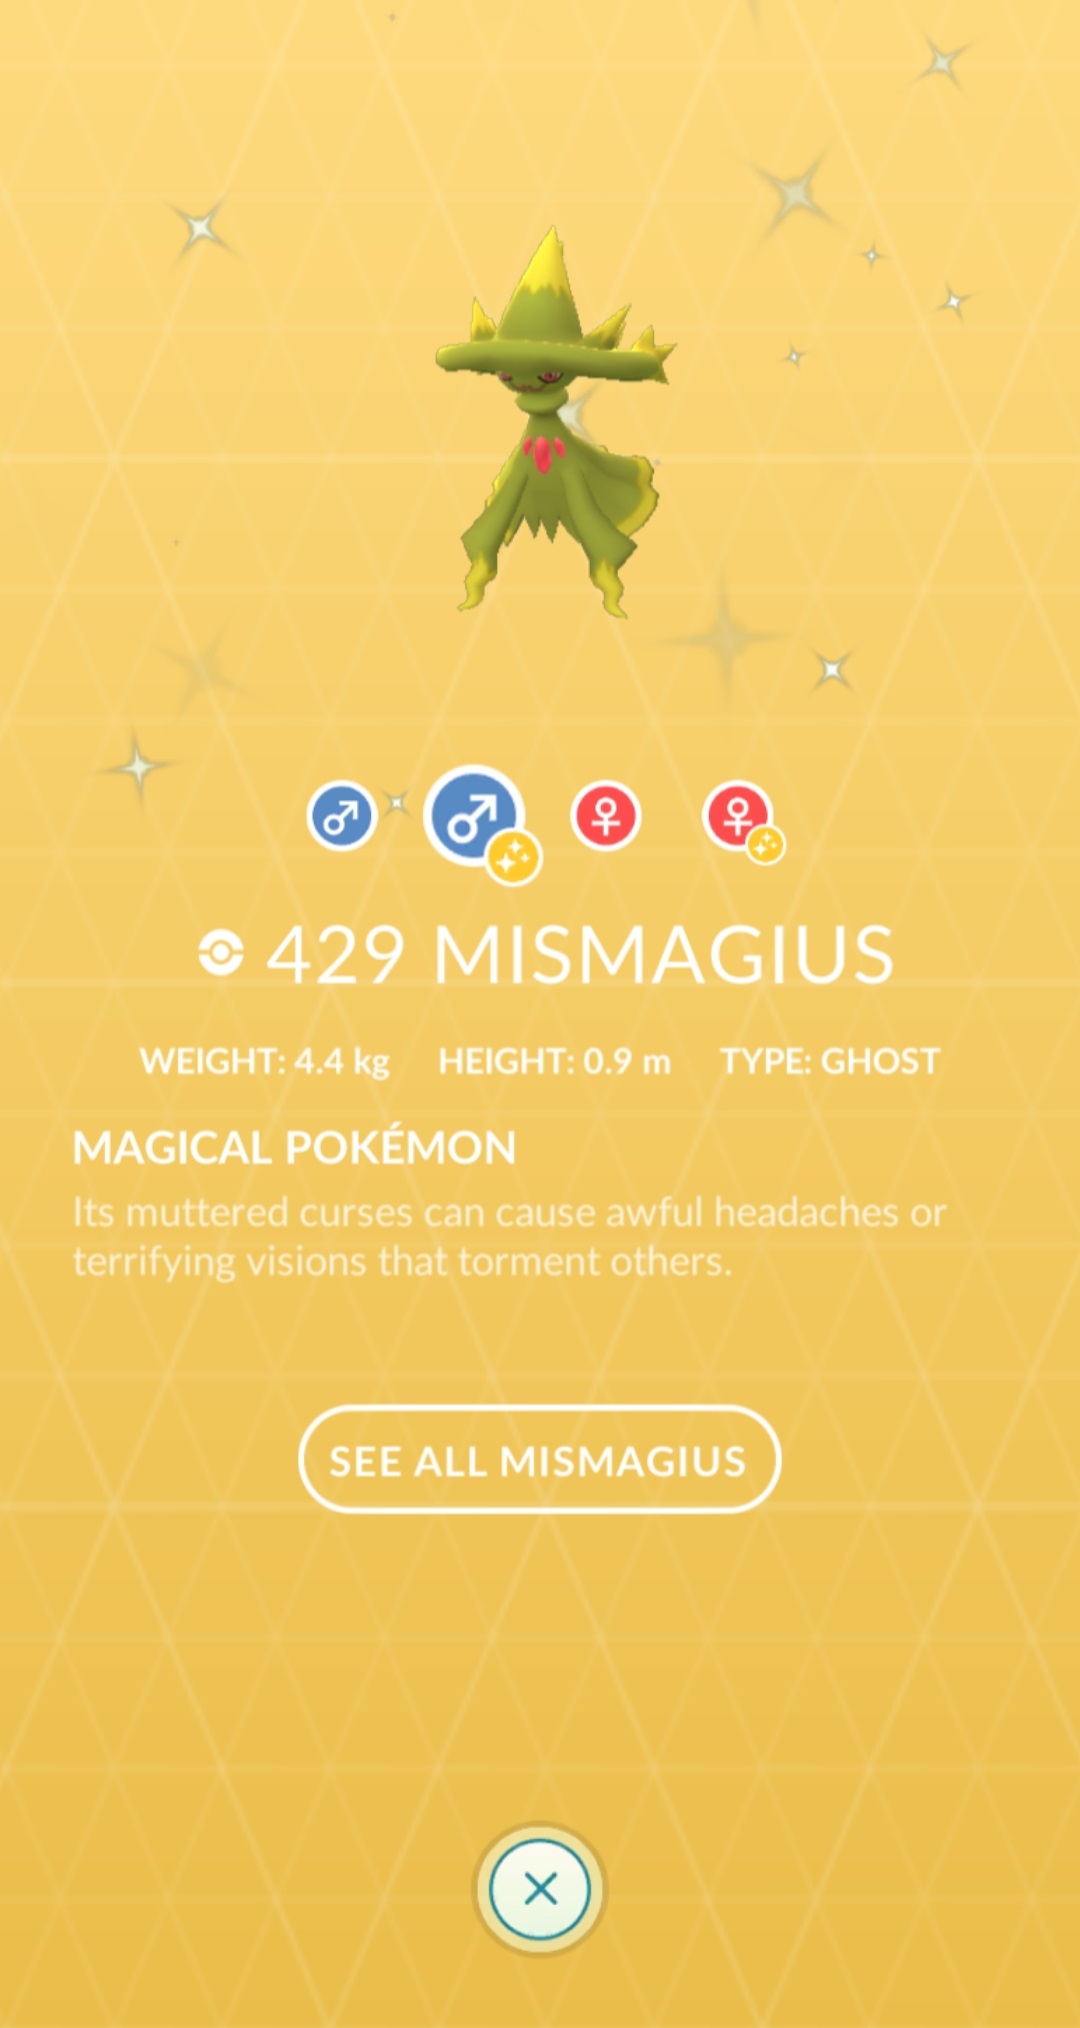 429 MISMAGIUS
WEIGHT: 4.4 kg HEIGHT: 0.9 m TYPE: GHOST
MAGICAL POKÉMON
Its muttered curses can cause awful headaches or
terrifying visions that torment others.
SEE ALL MISMAGIUS